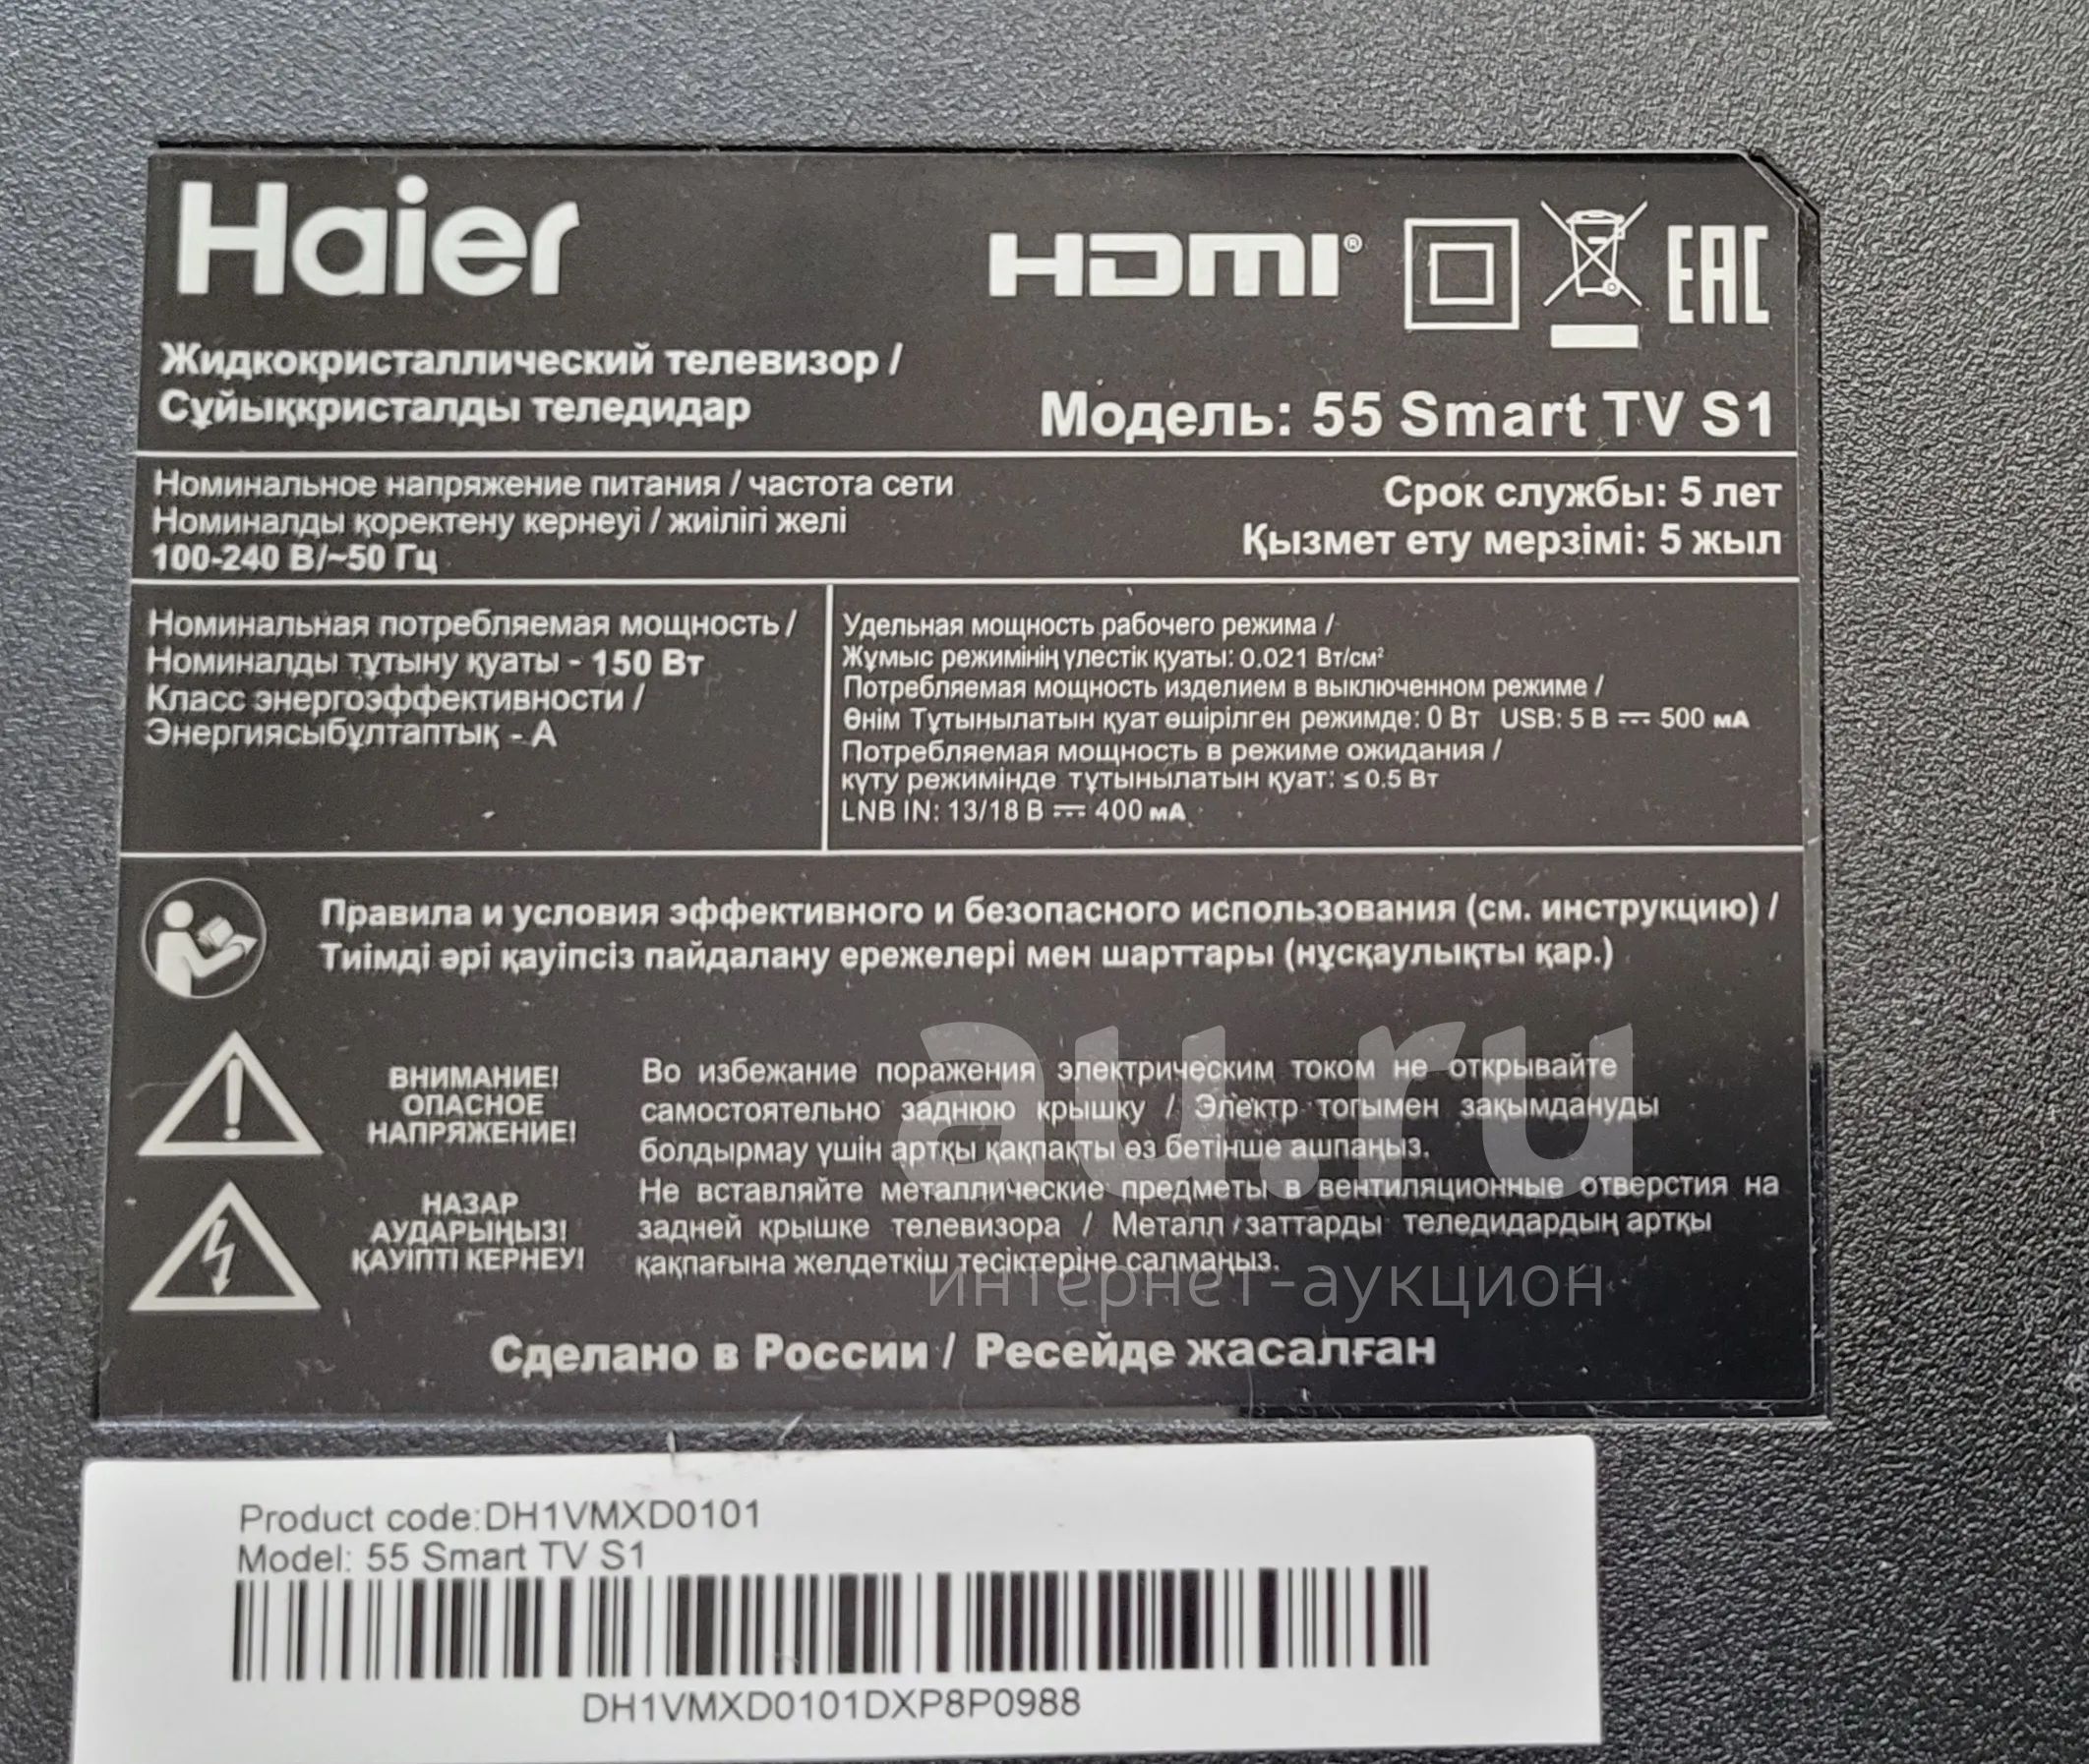 Haier
HDMI®
EAC
Жидкокристаллический телевизор /
Сұйыққристалды теледидар
Модель: 55 Smart TV S1
Номинальное напряжение питания / частота сети
Номиналды қоректену кернеуі / жиілігі желі
100-240 В/~50 Гц
Срок службы: 5 лет
Қызмет ету мерзімі: 5 жыл
Номинальная потребляемая мощность /
Номиналды тұтыну қуаты - 150 Вт
Класс энергоэффективности /
Энергиясыбұлтаптық - А
Удельная мощность рабочего режима /
Жұмыс режимінің үлестік қуаты: 0.021 Вт/см²
Потребляемая мощность изделием в выключенном режиме /
Өнім Тұтынылатын қуат өшірілген режимде: 0 Вт USB: 5 В ⎓ 500 мА
Потребляемая мощность в режиме ожидания /
күту режимінде тұтынылатын қуат: ≤ 0.5 Вт
LNB IN: 13/18 В ⎓ 400 мА
Правила и условия эффективного и безопасного использования (см. инструкцию) /
Тиімді әрі қауіпсіз пайдалану ережелері мен шарттары (нұсқаулықты қар.)
ВНИМАНИЕ!
ОПАСНОЕ
НАПРЯЖЕНИЕ!
Во избежание поражения электрическим током не открывайте
самостоятельно заднюю крышку / Электр тогымен зақымдануды
болдырмау үшін артқы қақпақты өз бетінше ашпаңыз.
НАЗАР
АУДАРЫҢЫЗ!
ҚАУІПТІ КЕРНЕУ!
Не вставляйте металлические предметы в вентиляционные отверстия на
задней крышке телевизора / Металл заттарды теледидардың артқы
қақпағына желдеткіш тесіктеріне салмаңыз.
au.ru
интернет-аукцион
Сделано в России / Ресейде жасалған
Product code:DH1VMXD0101
Model: 55 Smart TV S1
DH1VMXD0101DXP8P0988